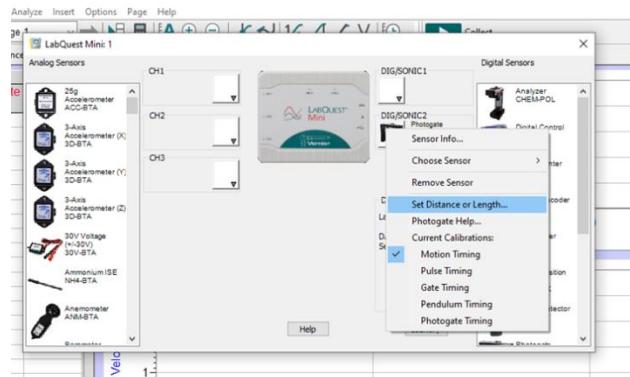 Analyze Insert Options Page Help
Collect
LabQuest Mini: 1
Analog Sensors
25g
Accelerometer
ACC-BTA
3-Axis
Accelerometer (X)
3D-BTA
3-Axis
Accelerometer (Y)
3D-BTA
3-Axis
Accelerometer (Z)
3D-BTA
30V Voltage
(+/-30V)
30V-BTA
Ammonium ISE
NH4-BTA
Anemometer
ANM-BTA
CH1
CH2
CH3
LABQUEST
Mini
Vernier
DIG/SONIC1
DIG/SONIC2
Photogate
Digital Sensors
Analyzer
CHEM-POL
Digital Control
Sensor Info...
Choose Sensor
Remove Sensor
Set Distance or Length...
Photogate Help...
Current Calibrations:
Motion Timing
Pulse Timing
Gate Timing
Pendulum Timing
Photogate Timing
Help
Velo
1